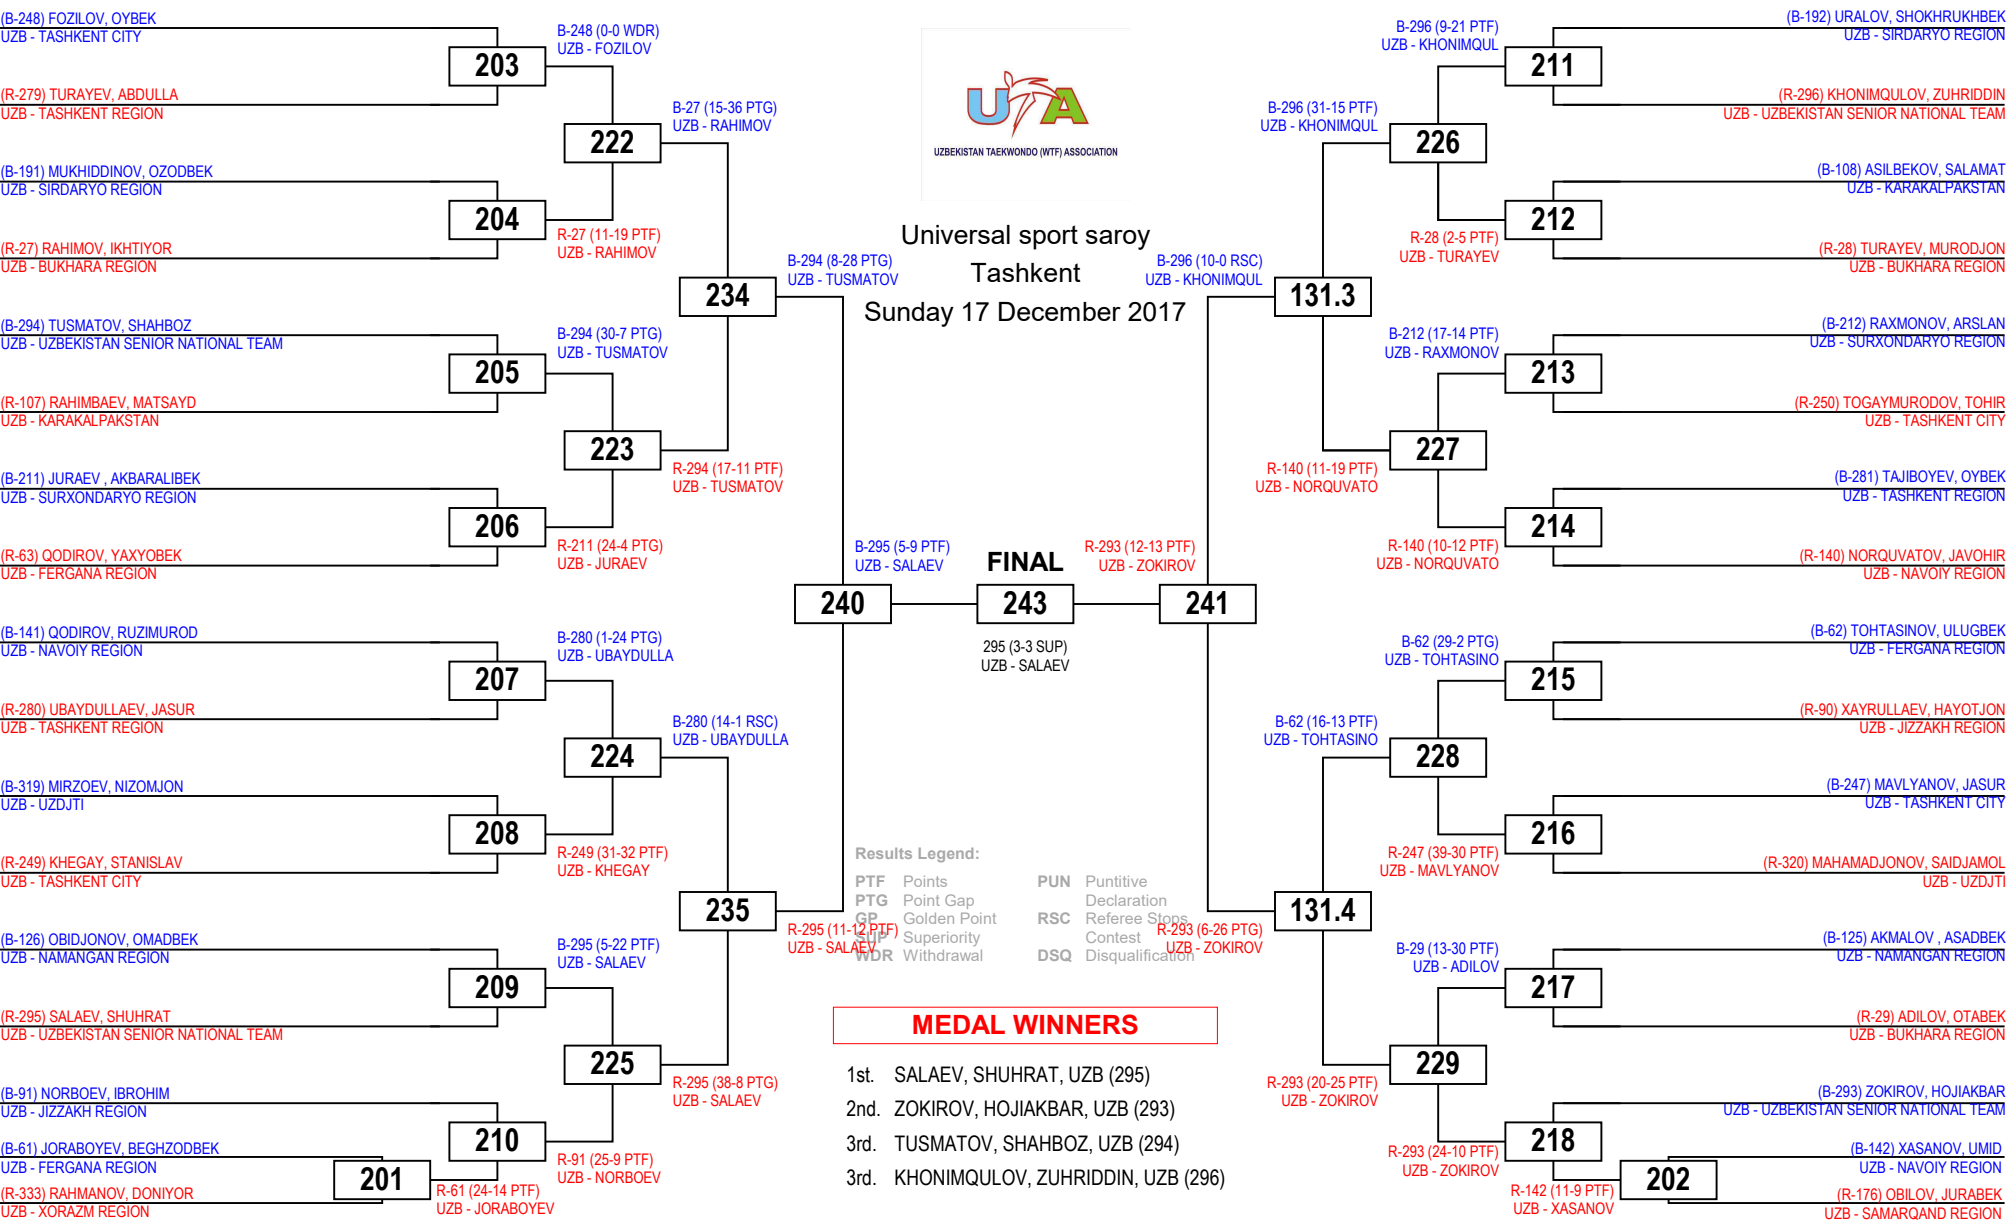 (B-248) FOZILOV, OYBEK
UZB - TASHKENT CITY
203
B-248 (0-0 WDR)
UZB - FOZILOV
(R-279) TURAYEV, ABDULLA
UZB - TASHKENT REGION
222
B-27 (15-36 PTG)
UZB - RAHIMOV
(B-191) MUKHIDDINOV, OZODBEK
UZB - SIRDARYO REGION
204
(R-27) RAHIMOV, IKHTIYOR
UZB - BUKHARA REGION
R-27 (11-19 PTF)
UZB - RAHIMOV
234
B-294 (8-28 PTG)
UZB - TUSMATOV
(B-294) TUSMATOV, SHAHBOZ
UZB - UZBEKISTAN SENIOR NATIONAL TEAM
205
B-294 (30-7 PTG)
UZB - TUSMATOV
(R-107) RAHIMBAEV, MATSAYD
UZB - KARAKALPAKSTAN
223
R-294 (17-11 PTF)
UZB - TUSMATOV
(B-211) JURAEV , AKBARALIBEK
UZB - SURXONDARYO REGION
206
(R-63) QODIROV, YAXYOBEK
UZB - FERGANA REGION
R-211 (24-4 PTG)
UZB - JURAEV
240
B-295 (5-9 PTF)
UZB - SALAEV
(B-141) QODIROV, RUZIMUROD
UZB - NAVOIY REGION
207
B-280 (1-24 PTG)
UZB - UBAYDULLA
(R-280) UBAYDULLAEV, JASUR
UZB - TASHKENT REGION
224
B-280 (14-1 RSC)
UZB - UBAYDULLA
(B-319) MIRZOEV, NIZOMJON
UZB - UZDJTI
208
(R-249) KHEGAY, STANISLAV
UZB - TASHKENT CITY
R-249 (31-32 PTF)
UZB - KHEGAY
235
R-295 (11-12 PTF)
UZB - SALAEV
(B-126) OBIDJONOV, OMADBEK
UZB - NAMANGAN REGION
209
B-295 (5-22 PTF)
UZB - SALAEV
(R-295) SALAEV, SHUHRAT
UZB - UZBEKISTAN SENIOR NATIONAL TEAM
225
R-295 (38-8 PTG)
UZB - SALAEV
(B-91) NORBOEV, IBROHIM
UZB - JIZZAKH REGION
210
R-91 (25-9 PTF)
UZB - NORBOEV
(B-61) JORABOYEV, BEGHZODBEK
UZB - FERGANA REGION
201
(R-333) RAHMANOV, DONIYOR
UZB - XORAZM REGION
R-61 (24-14 PTF)
UZB - JORABOYEV
UTA
UZBEKISTAN TAEKWONDO (WTF) ASSOCIATION
Universal sport saroy
Tashkent
Sunday 17 December 2017
FINAL
243
295 (3-3 SUP)
UZB - SALAEV
Results Legend:
PTF Points
PTG Point Gap
GP Golden Point
SUP Superiority
WDR Withdrawal
PUN Puntitive
Declaration
RSC Referee Stops
Contest
DSQ Disqualification
MEDAL WINNERS
1st. SALAEV, SHUHRAT, UZB (295)
2nd. ZOKIROV, HOJIAKBAR, UZB (293)
3rd. TUSMATOV, SHAHBOZ, UZB (294)
3rd. KHONIMQULOV, ZUHRIDDIN, UZB (296)
(B-192) URALOV, SHOKHRUKHBEK
UZB - SIRDARYO REGION
B-296 (9-21 PTF)
UZB - KHONIMQUL
211
(R-296) KHONIMQULOV, ZUHRIDDIN
UZB - UZBEKISTAN SENIOR NATIONAL TEAM
B-296 (31-15 PTF)
UZB - KHONIMQUL
226
(B-108) ASILBEKOV, SALAMAT
UZB - KARAKALPAKSTAN
212
R-28 (2-5 PTF)
UZB - TURAYEV
(R-28) TURAYEV, MURODJON
UZB - BUKHARA REGION
B-296 (10-0 RSC)
UZB - KHONIMQUL
131.3
(B-212) RAXMONOV, ARSLAN
UZB - SURXONDARYO REGION
B-212 (17-14 PTF)
UZB - RAXMONOV
213
(R-250) TOGAYMURODOV, TOHIR
UZB - TASHKENT CITY
227
R-140 (11-19 PTF)
UZB - NORQUVATO
(B-281) TAJIBOYEV, OYBEK
UZB - TASHKENT REGION
214
R-140 (10-12 PTF)
UZB - NORQUVATO
(R-140) NORQUVATOV, JAVOHIR
UZB - NAVOIY REGION
R-293 (12-13 PTF)
UZB - ZOKIROV
241
(B-62) TOHTASINOV, ULUGBEK
UZB - FERGANA REGION
B-62 (29-2 PTG)
UZB - TOHTASINO
215
(R-90) XAYRULLAEV, HAYOTJON
UZB - JIZZAKH REGION
B-62 (16-13 PTF)
UZB - TOHTASINO
228
(B-247) MAVLYANOV, JASUR
UZB - TASHKENT CITY
216
R-247 (39-30 PTF)
UZB - MAVLYANOV
(R-320) MAHAMADJONOV, SAIDJAMOL
UZB - UZDJTI
131.4
R-293 (6-26 PTG)
UZB - ZOKIROV
(B-125) AKMALOV , ASADBEK
UZB - NAMANGAN REGION
B-29 (13-30 PTF)
UZB - ADILOV
217
(R-29) ADILOV, OTABEK
UZB - BUKHARA REGION
229
R-293 (20-25 PTF)
UZB - ZOKIROV
(B-293) ZOKIROV, HOJIAKBAR
UZB - UZBEKISTAN SENIOR NATIONAL TEAM
218
R-293 (24-10 PTF)
UZB - ZOKIROV
(B-142) XASANOV, UMID
UZB - NAVOIY REGION
202
R-142 (11-9 PTF)
UZB - XASANOV
(R-176) OBILOV, JURABEK
UZB - SAMARQAND REGION